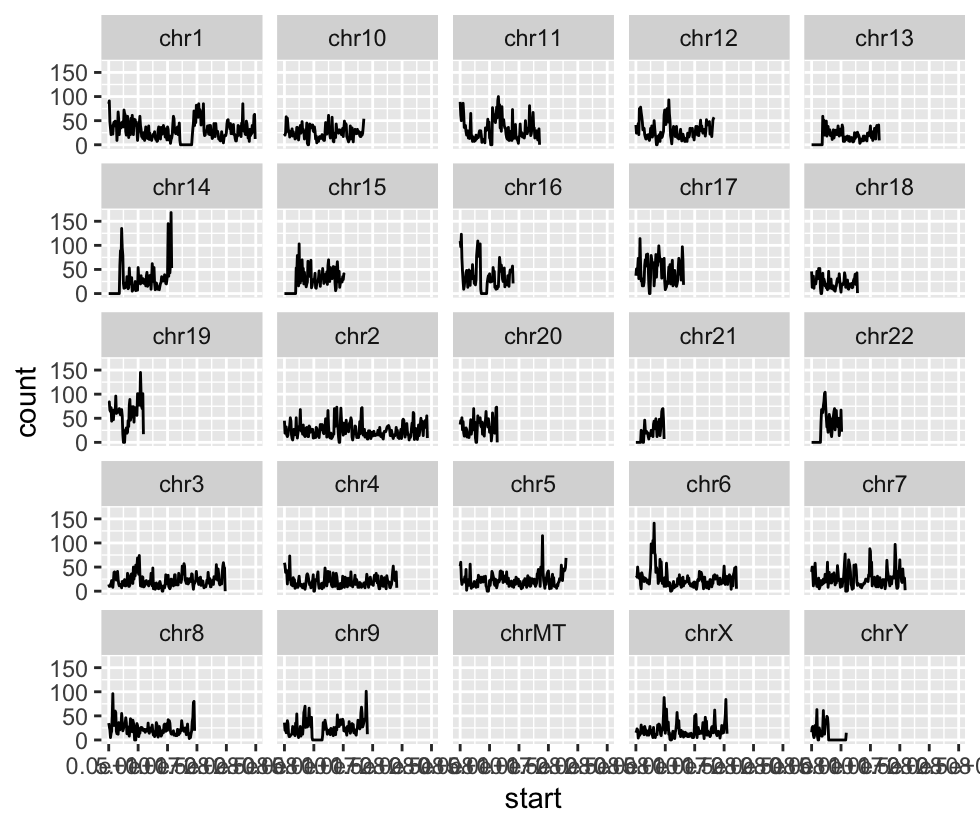 chr1 chr10 chr11 chr12 chr13
150
100
50
0
chr14 chr15 chr16 chr17 chr18
150
100
50
0
chr19 chr2 chr20 chr21 chr22
150
100
50
0
chr3 chr4 chr5 chr6 chr7
150
100
50
0
chr8 chr9 chrMT chrX chrY
150
100
50
0
count
start